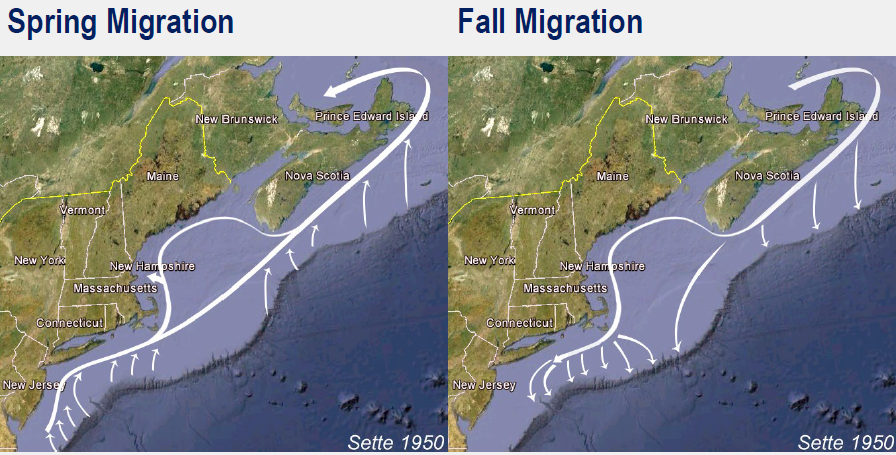 Spring Migration
New Brunswick
Prince Edward Island
Maine
Nova Scotia
Vermont
New York
New Hampshire
Massachusetts
Connecticut
New Jersey
Sette 1950
Fall Migration
New Brunswick
Prince Edward Island
Maine
Nova Scotia
Vermont
New York
New Hampshire
Massachusetts
Connecticut
New Jersey
Sette 1950